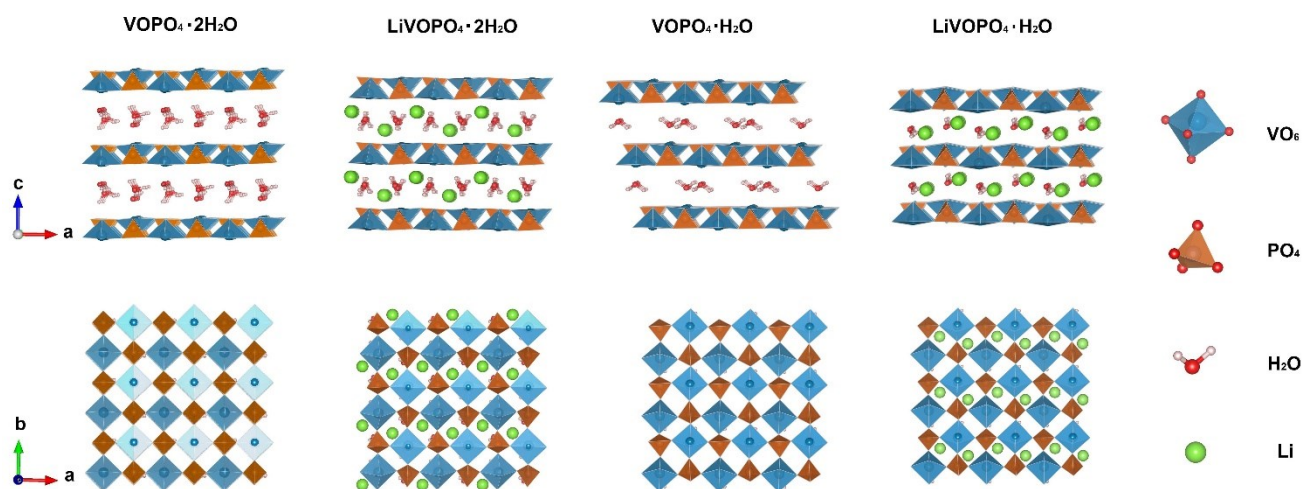 VOPO₄·2H₂O
LiVOPO₄·2H₂O
VOPO₄·H₂O
LiVOPO₄·H₂O
c
a
VO₆
PO₄
H₂O
b
a
Li